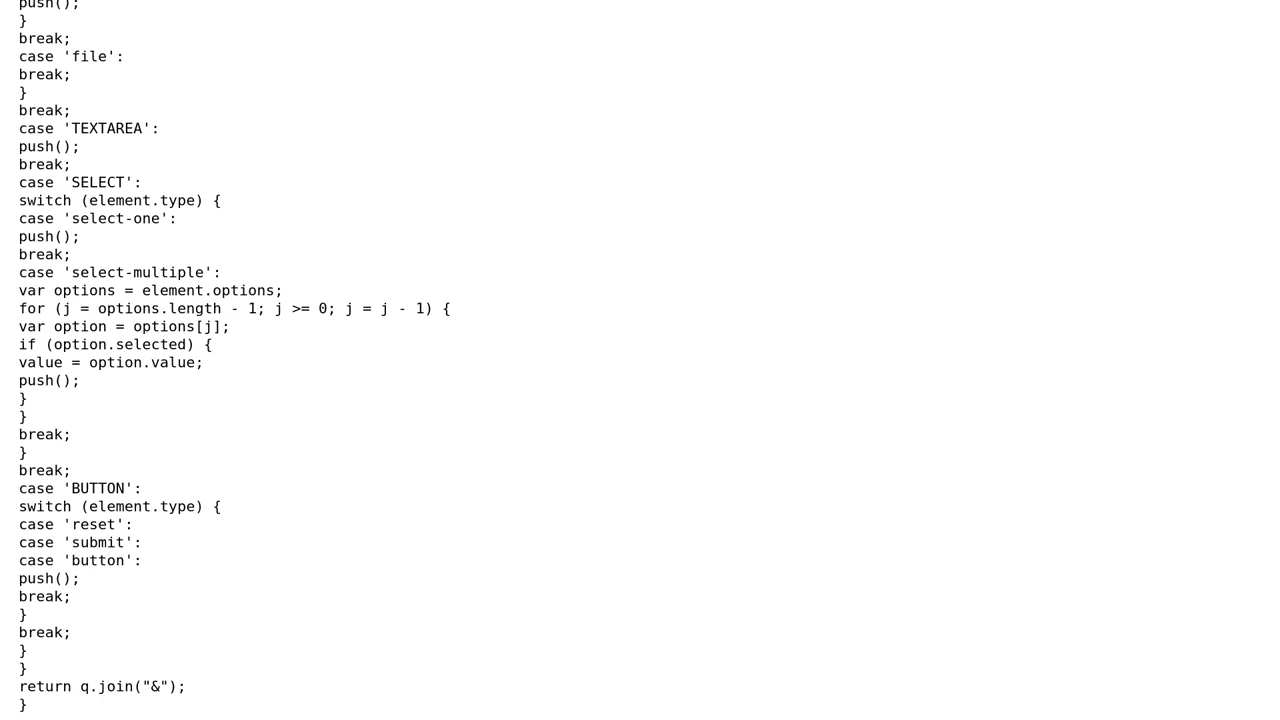 push();
}
break;
case 'file':
break;
}
break;
case 'TEXTAREA':
push();
break;
case 'SELECT':
switch (element.type) {
case 'select-one':
push();
break;
case 'select-multiple':
var options = element.options;
for (j = options.length - 1; j >= 0; j = j - 1) {
var option = options[j];
if (option.selected) {
value = option.value;
push();
}
}
break;
}
break;
case 'BUTTON':
switch (element.type) {
case 'reset':
case 'submit':
case 'button':
push();
break;
}
break;
}
}
return q.join("&");
}